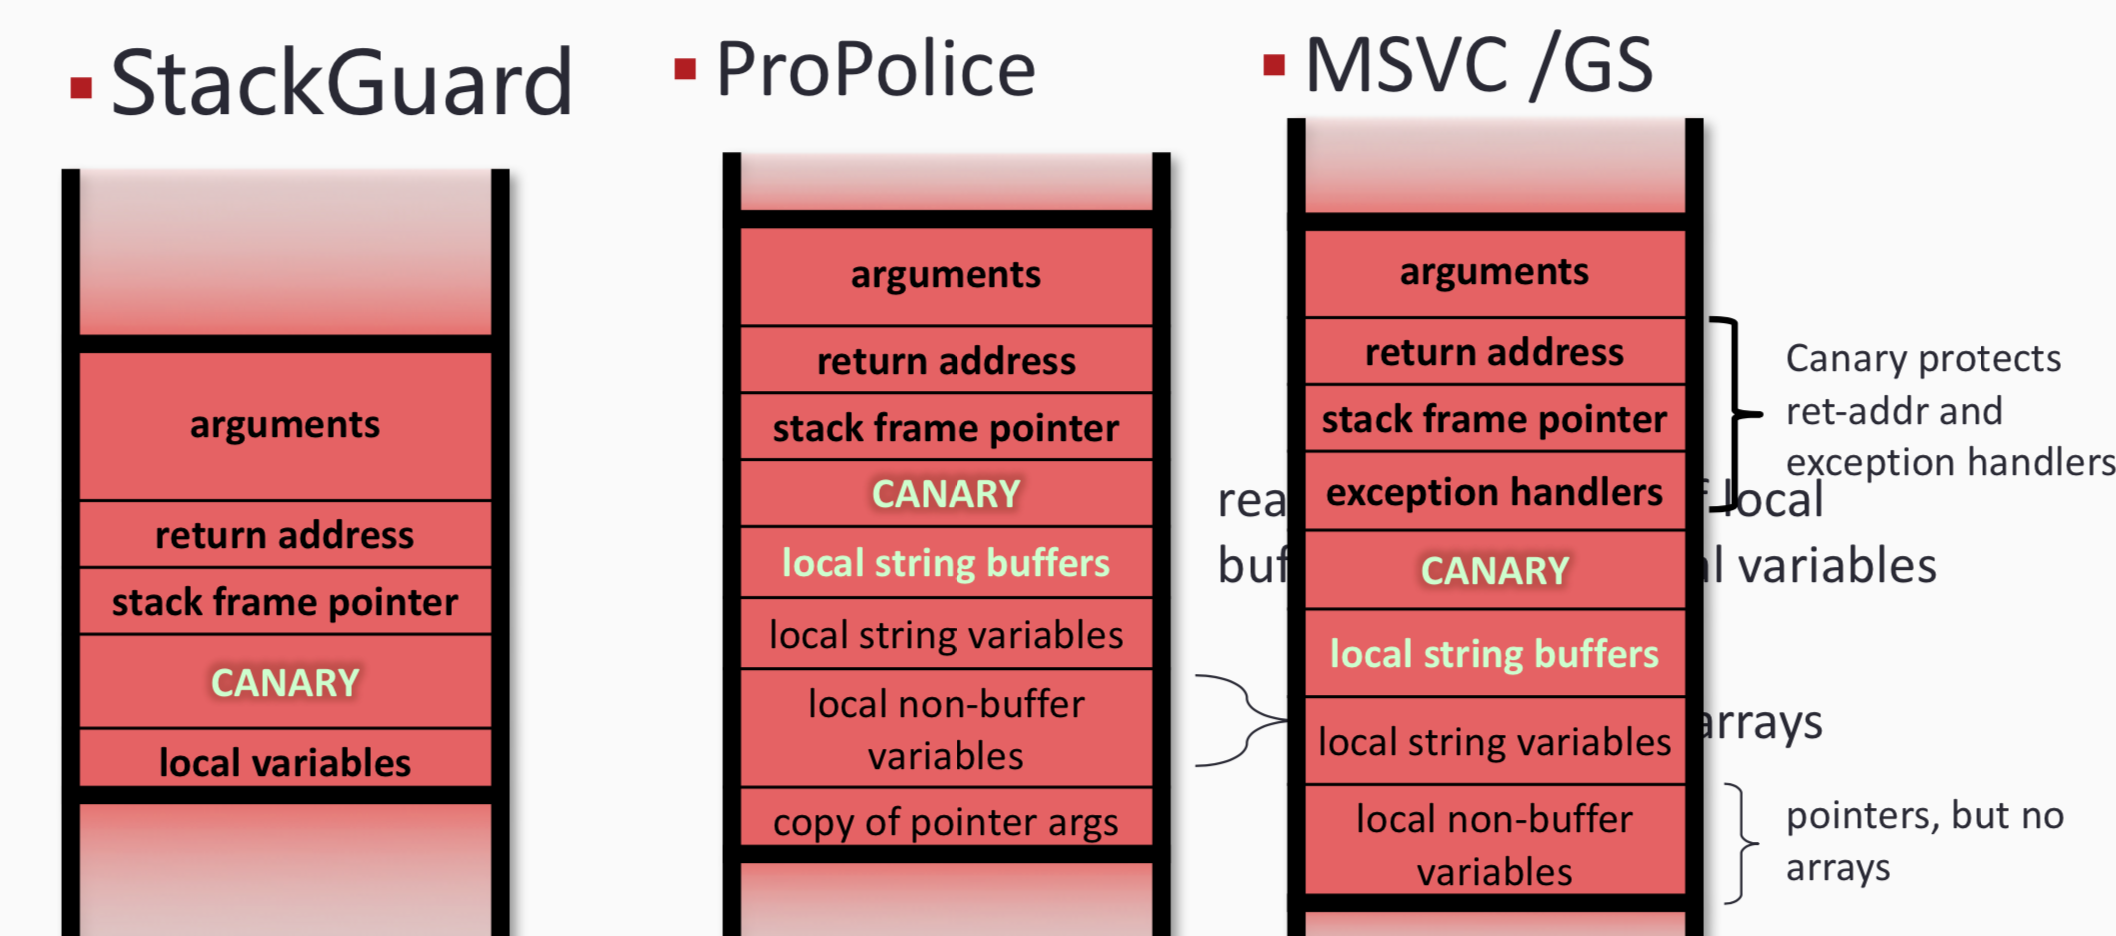 StackGuard
arguments
return address
stack frame pointer
CANARY
local variables
ProPolice
arguments
return address
stack frame pointer
CANARY
local string buffers
local string variables
local non-buffer
variables
copy of pointer args
local
variables
arrays
MSVC /GS
arguments
return address
stack frame pointer
exception handlers
CANARY
local string buffers
local string variables
local non-buffer
variables
Canary protects
ret-addr and
exception handlers
pointers, but no
arrays